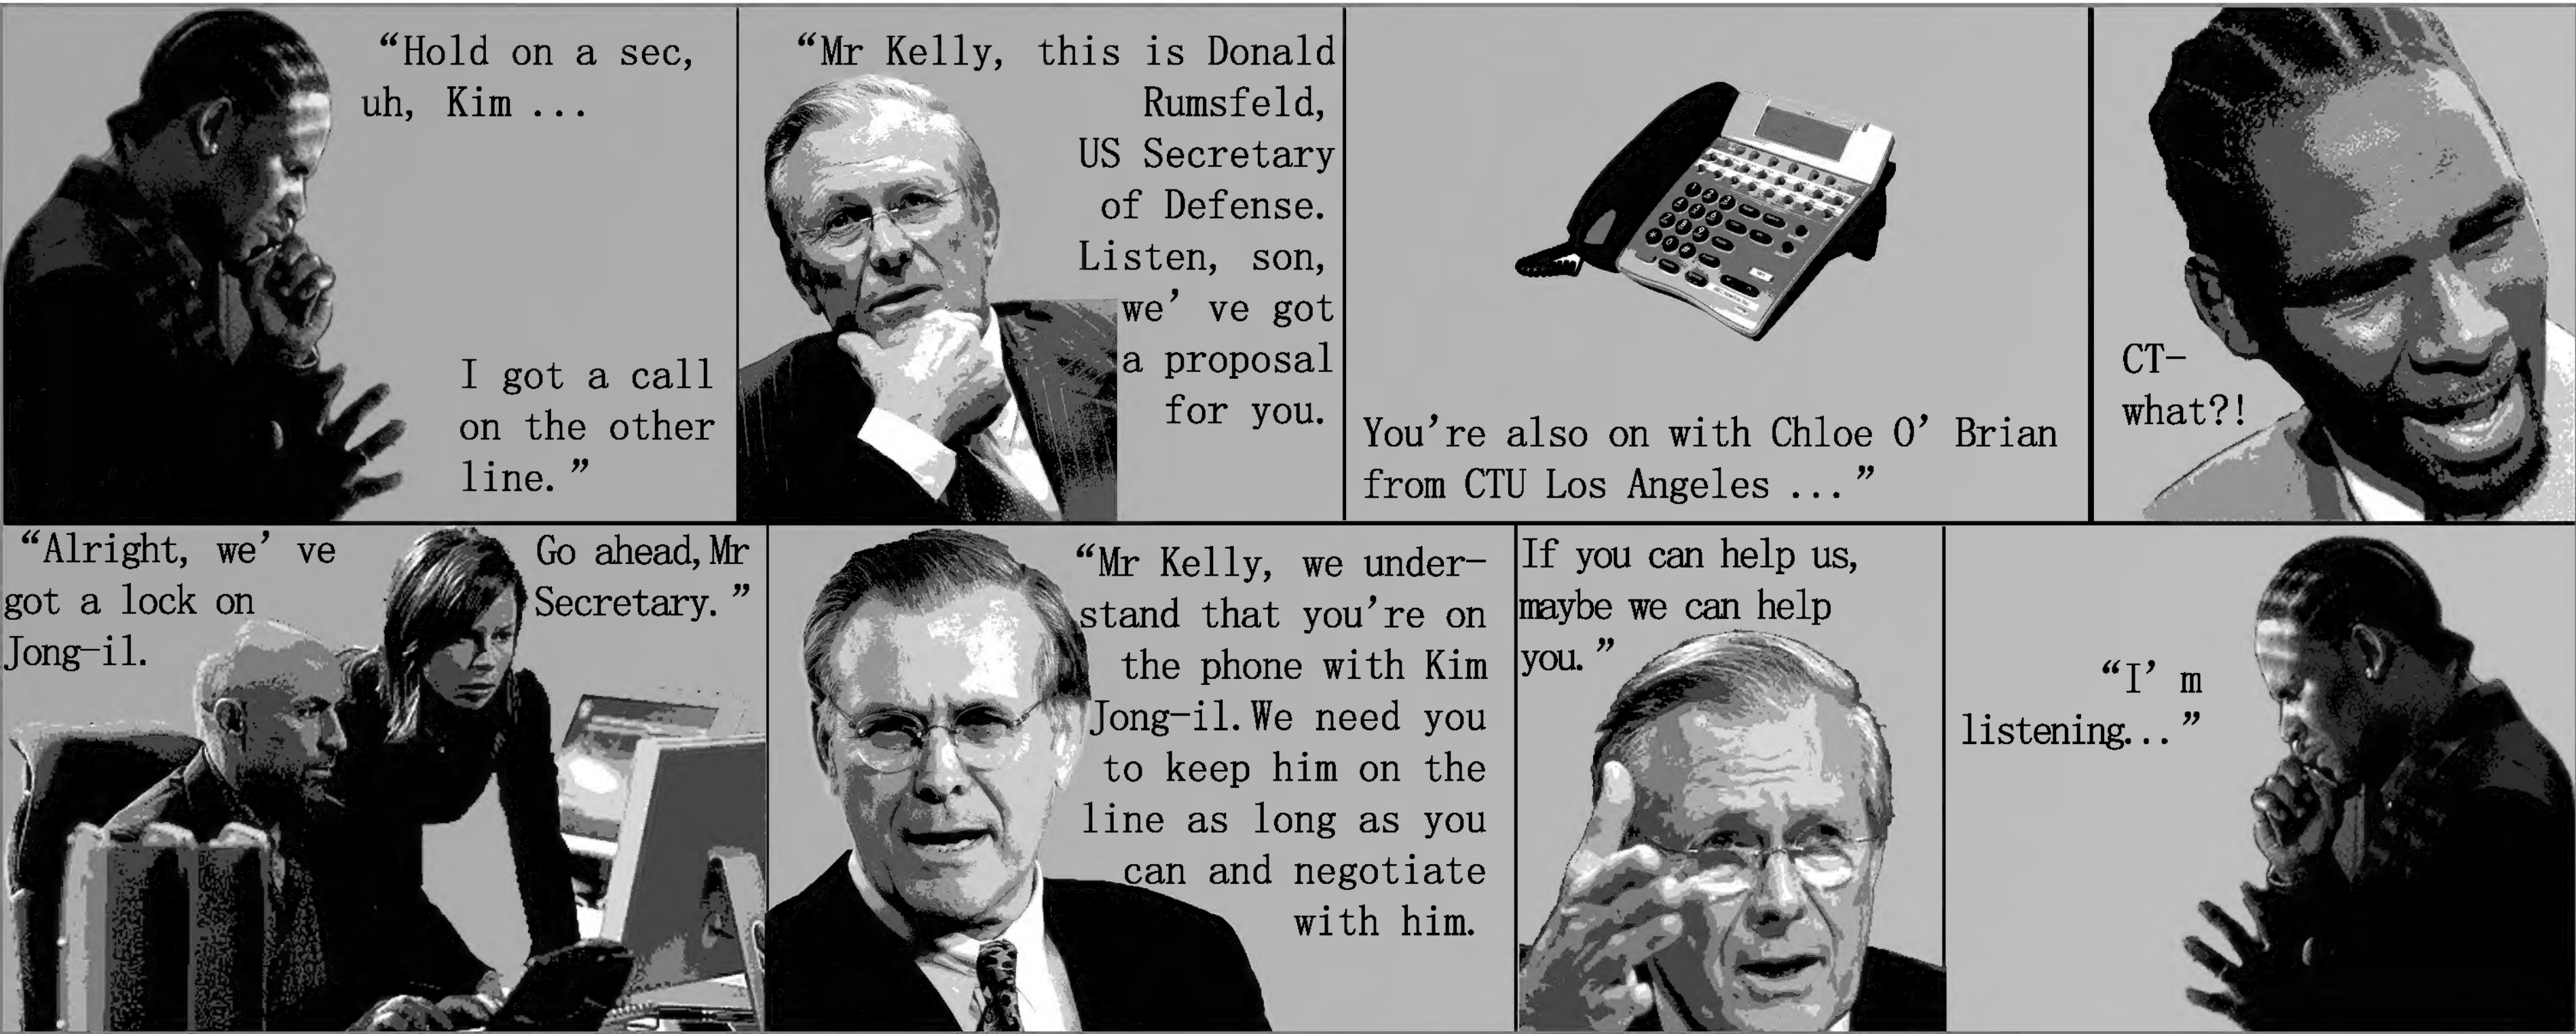 “Hold on a sec,
uh, Kim ...
I got a call
on the other
line.”
“Mr Kelly, this is Donald
Rumsfeld,
US Secretary
of Defense.
Listen, son,
we’ve got
a proposal
for you.
You’re also on with Chloe O’Brian
from CTU Los Angeles ...”
CT-
what?!
“Alright, we’ve
got a lock on
Jong-il.
Go ahead, Mr
Secretary.”
“Mr Kelly, we under-
stand that you’re on
the phone with Kim
Jong-il. We need you
to keep him on the
line as long as you
can and negotiate
with him.
If you can help us,
maybe we can help
you.”
“I’m
listening...”